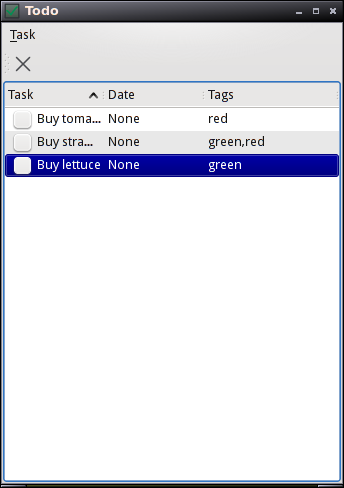 Todo
Task
Task Date Tags
Buy toma... None red
Buy stra... None green,red
Buy lettuce None green